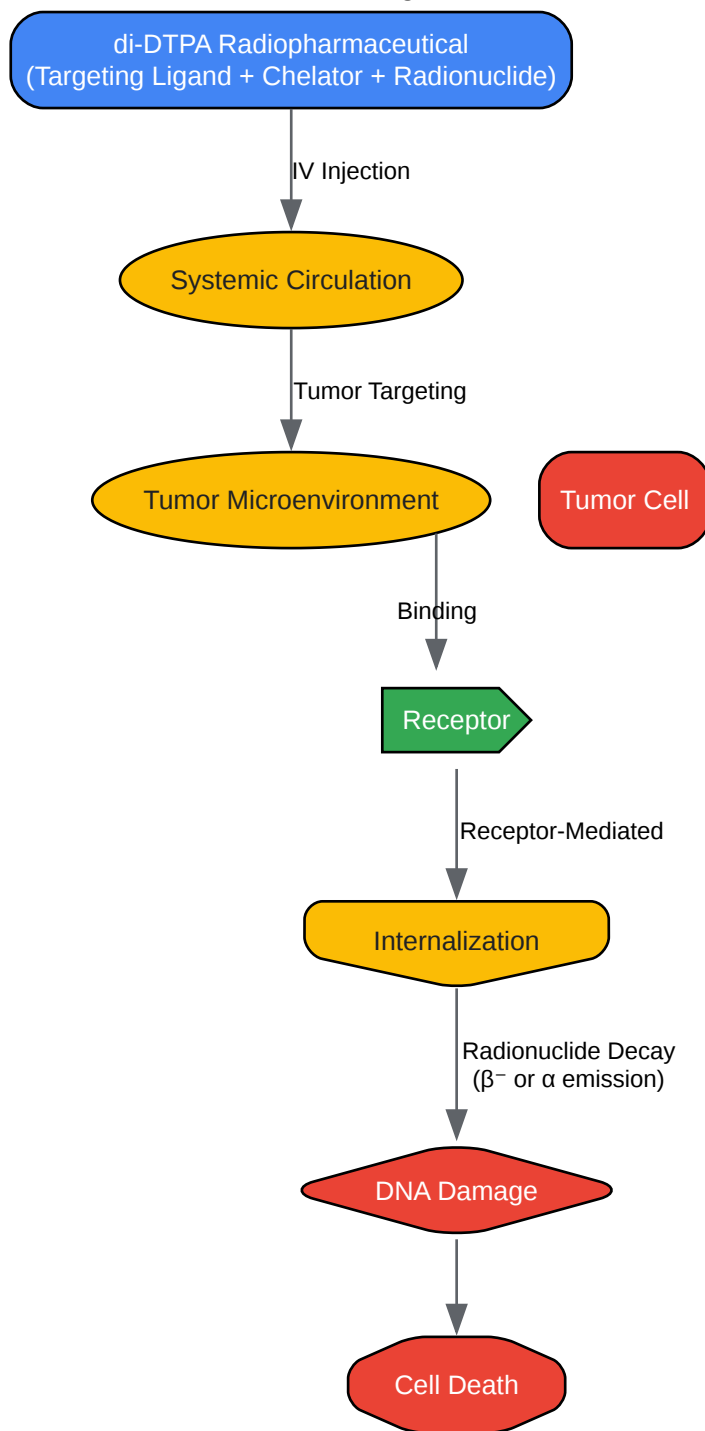 di-DTPA Radiopharmaceutical
(Targeting Ligand + Chelator + Radionuclide)
IV Injection
Systemic Circulation
Tumor Targeting
Tumor Microenvironment
Tumor Cell
Binding
Receptor
Receptor-Mediated
Internalization
Radionuclide Decay
(β⁻ or α emission)
DNA Damage
Cell Death